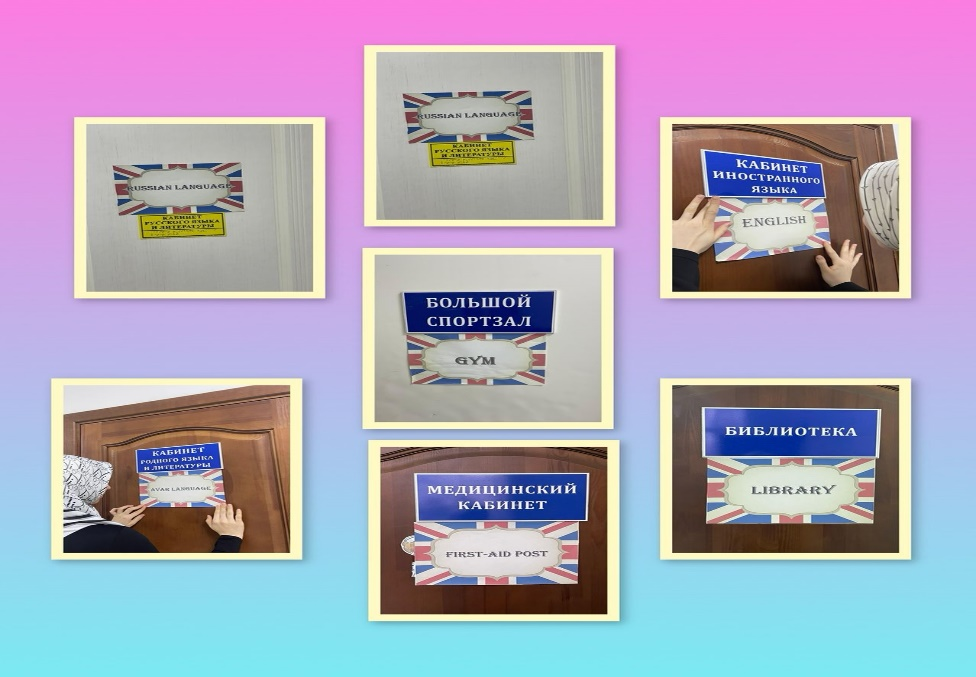 RUSSIAN LANGUAGE
КАБИНЕТ
РУССКОГО ЯЗЫКА
И ЛИТЕРАТУРЫ
RUSSIAN LANGUAGE
КАБИНЕТ
РУССКОГО ЯЗЫКА
И ЛИТЕРАТУРЫ
КАБИНЕТ
ИНОСТРАННОГО
ЯЗЫКА
ENGLISH
БОЛЬШОЙ
СПОРТЗАЛ
GYM
КАБИНЕТ
РОДНОГО ЯЗЫКА
И ЛИТЕРАТУРЫ
AVAR LANGUAGE
МЕДИЦИНСКИЙ
КАБИНЕТ
FIRST-AID POST
БИБЛИОТЕКА
LIBRARY